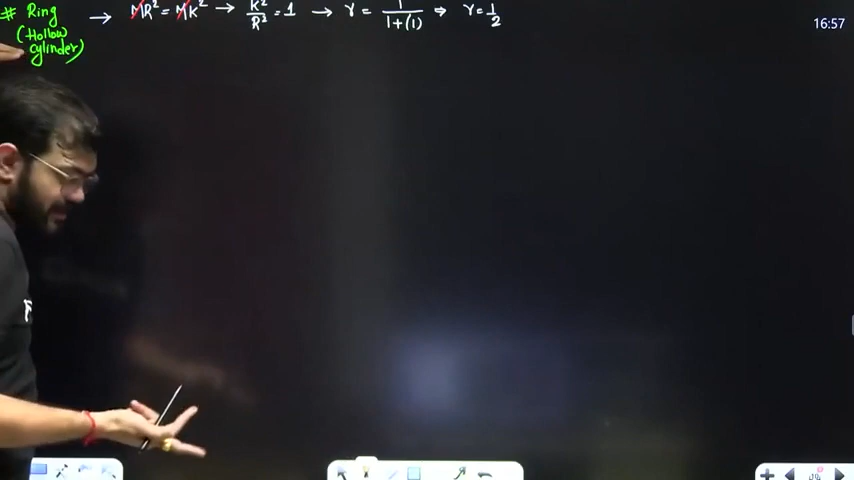 # Ring → MR² = MK² → K²/R² = 1 → γ = 1/(1+(1)) ⇒ γ = 1/2
(Hollow
cylinder)
16:57